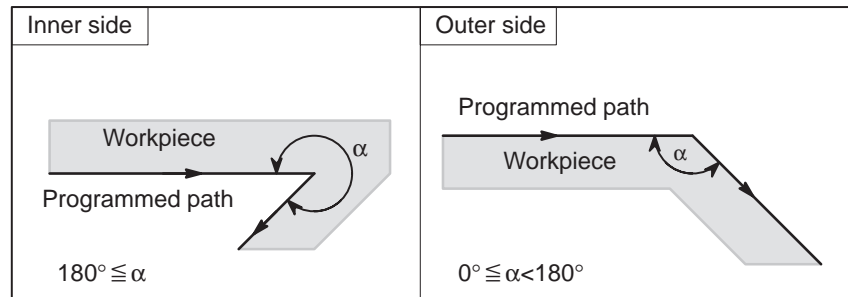 Inner side
Workpiece
α
Programmed path
180° ≦ α
Outer side
Programmed path
Workpiece
α
0° ≦ α<180°